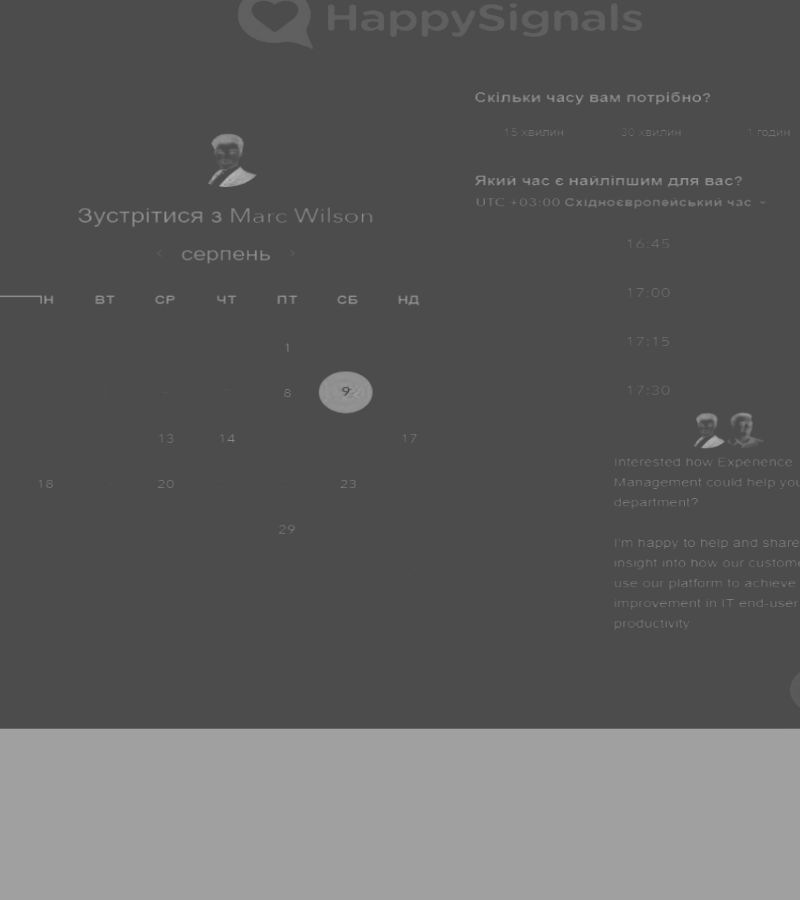 HappySignals
Зустрітися з Marc Wilson
серпень
ВТ СР ЧТ ПТ СБ НД
1
8 9
13 14 17
18 20 23
29
Скільки часу вам потрібно?
15 хвилин 30 хвилин 1 годин
Який час є найліпшим для вас?
UTC +03:00 Східноєвропейський час
16:45
17:00
17:15
17:30
Interested how Experience
Management could help you
department?
I'm happy to help and share
insight into how our custome
use our platform to achieve
improvement in IT end-user
productivity